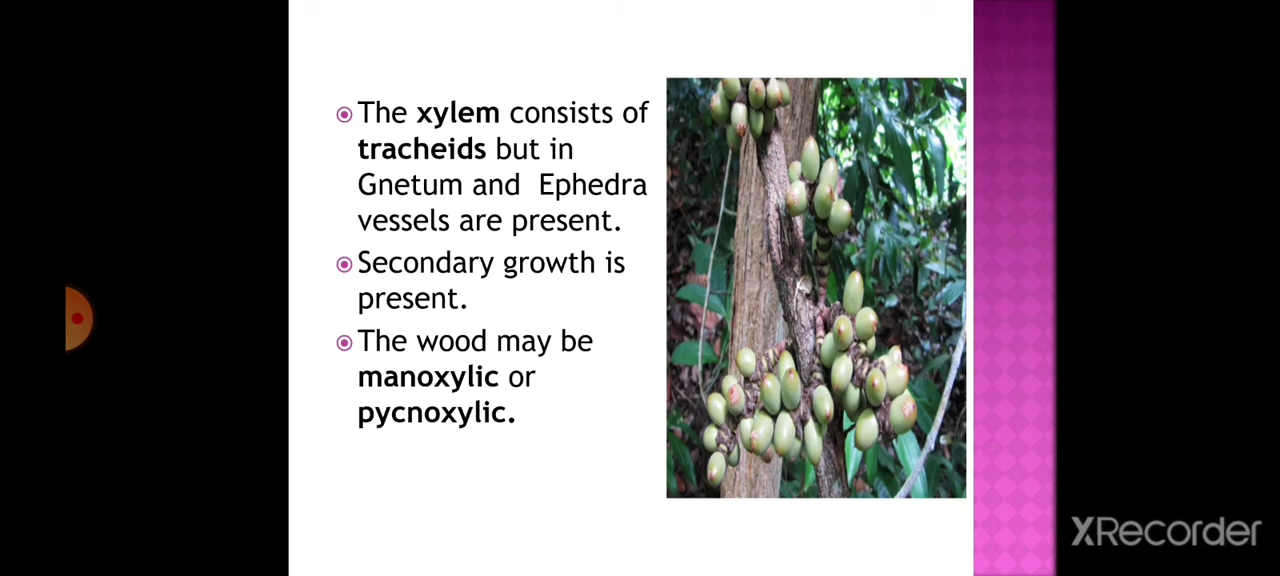 The xylem consists of
tracheids but in
Gnetum and Ephedra
vessels are present.
Secondary growth is
present.
The wood may be
manoxylic or
pycnoxylic.
XRecorder